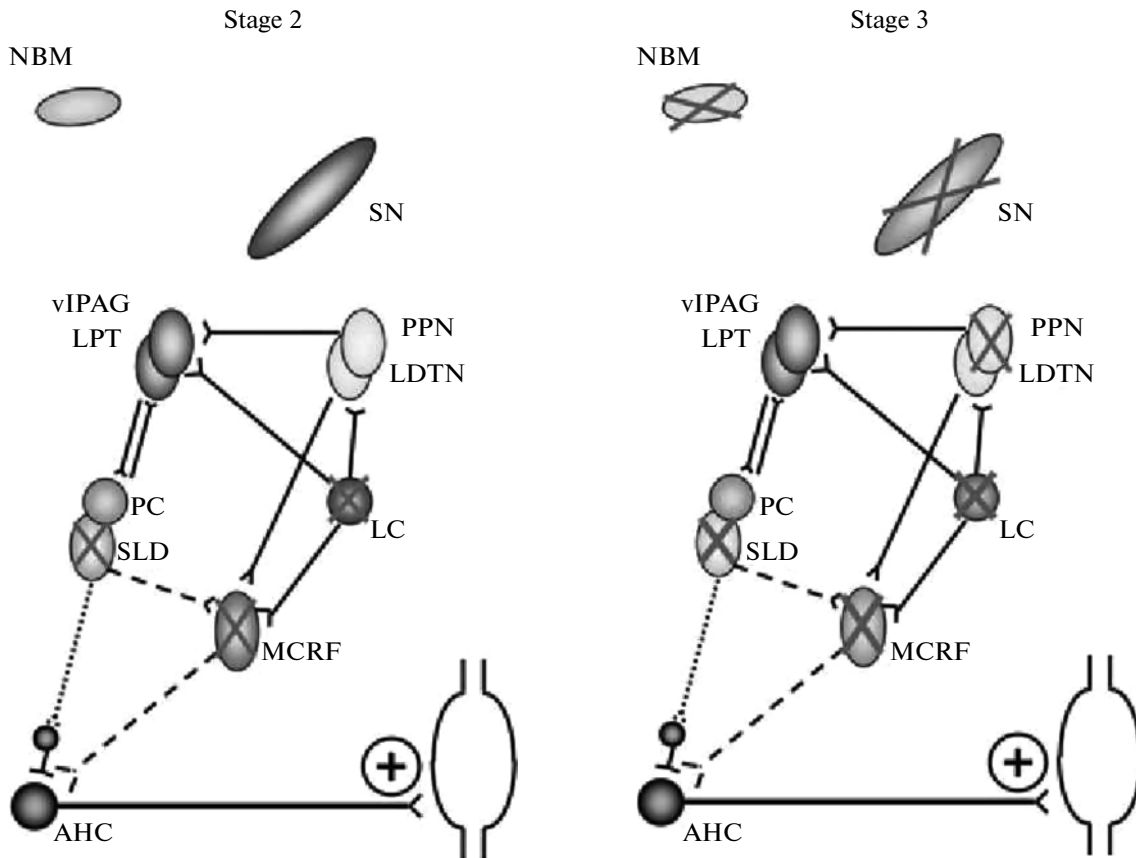 Stage 2
NBM
SN
vlPAG
LPT
PPN
LDTN
PC
SLD
LC
MCRF
+
AHC
Stage 3
NBM
SN
vlPAG
LPT
PPN
LDTN
PC
SLD
LC
MCRF
+
AHC